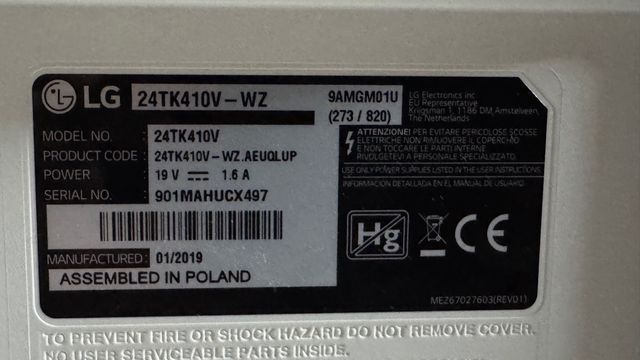 LG 24TK410V-WZ
9AMGM01U
(273 / 820)
LG Electronics Inc
EU Representative
Krijgsman 1, 1186 DM Amstelveen,
The Netherlands
MODEL NO. : 24TK410V
PRODUCT CODE : 24TK410V-WZ.AEUQLUP
POWER : 19 V 1.6 A
SERIAL NO. : 901MAHUCX497
MANUFACTURED : 01/2019
ASSEMBLED IN POLAND
ATTENZIONE! PER EVITARE PERICOLOSE SCOSSE
ELETTRICHE NON RIMUOVERE IL COPERCHIO
E NON TOCCARE LE PARTI INTERNE.
RIVOLGETEVI A PERSONALE SPECIALIZZATO.
USE ONLY POWER SUPPLIES LISTED IN THE USER INSTRUCTIONS.
INFORMACIÓN DETALLADA EN EL MANUAL DE USUARIO
Hg
CE
MEZ67027603(REV01)
TO PREVENT FIRE OR SHOCK HAZARD DO NOT REMOVE COVER.
NO USER SERVICEABLE PARTS INSIDE.